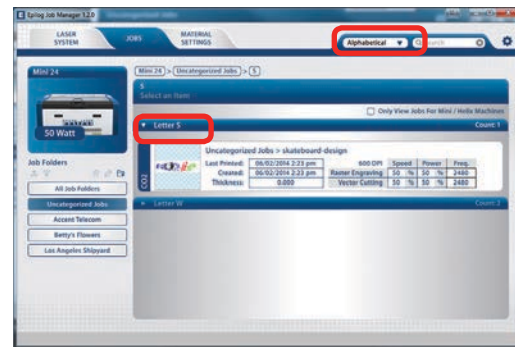 Epilog Job Manager 1.2.0
LASER SYSTEM
JOBS
MATERIAL SETTINGS
Alphabetical
Search
Mini 24
50 Watt
Job Folders
All Job Folders
Uncategorized Jobs
Accent Telecom
Betty's Flowers
Los Angeles Shipyard
Mini 24 > Uncategorized Jobs > S
S
Select an Item
Only View Jobs For Mini / Helix Machines
Letter S Count: 1
CO2
Uncategorized Jobs > skateboard-design
Last Printed: 06/02/2014 2:23 pm 600 DPI Speed Power Freq.
Created: 06/02/2014 2:23 pm Raster Engraving 50 % 50 % 2480
Thickness: 0.000 Vector Cutting 50 % 50 % 2480
Letter W